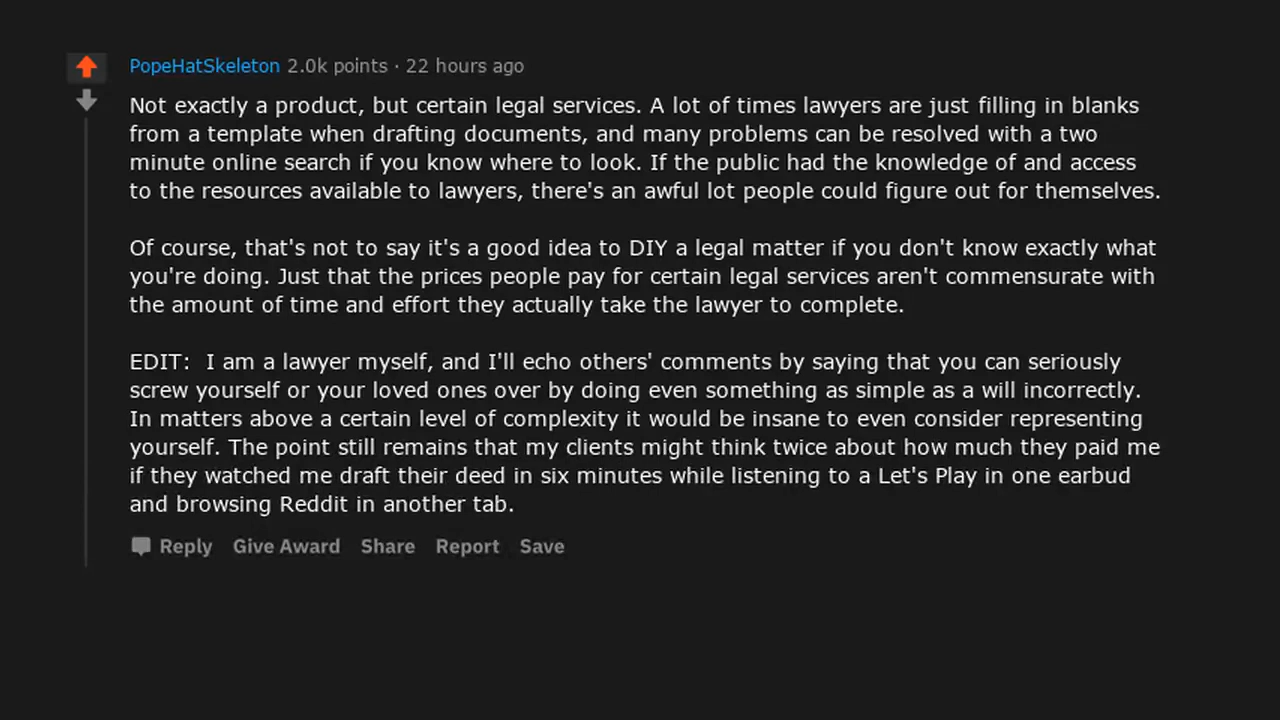 PopeHatSkeleton 2.0k points · 22 hours ago
Not exactly a product, but certain legal services. A lot of times lawyers are just filling in blanks
from a template when drafting documents, and many problems can be resolved with a two
minute online search if you know where to look. If the public had the knowledge of and access
to the resources available to lawyers, there's an awful lot people could figure out for themselves.
Of course, that's not to say it's a good idea to DIY a legal matter if you don't know exactly what
you're doing. Just that the prices people pay for certain legal services aren't commensurate with
the amount of time and effort they actually take the lawyer to complete.
EDIT:  I am a lawyer myself, and I'll echo others' comments by saying that you can seriously
screw yourself or your loved ones over by doing even something as simple as a will incorrectly.
In matters above a certain level of complexity it would be insane to even consider representing
yourself. The point still remains that my clients might think twice about how much they paid me
if they watched me draft their deed in six minutes while listening to a Let's Play in one earbud
and browsing Reddit in another tab.
Reply Give Award Share Report Save